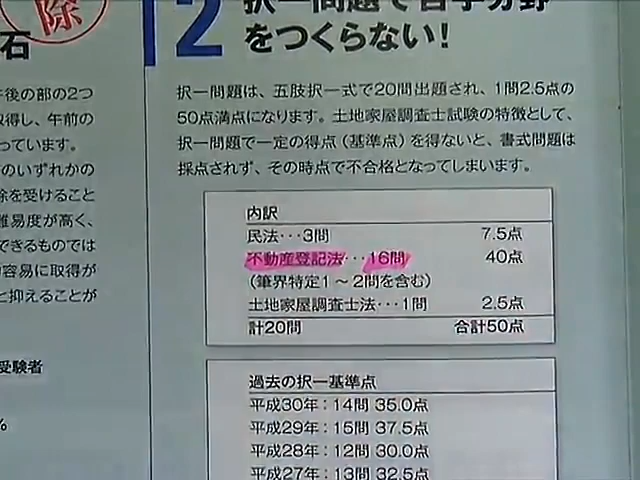 除
石
午後の部の2つ
取得し、午前の
っています。
のいずれかの
除を受けること
難易度が高く、
できるものでは
容易に取得が
と抑えることが
受験者
%
2
択一問題で苦手分野
をつくらない!
択一問題は、五肢択一式で20問出題され、1問2.5点の
50点満点になります。土地家屋調査士試験の特徴として、
択一問題で一定の得点(基準点)を得ないと、書式問題は
採点されず、その時点で不合格となってしまいます。
内訳
民法･･･3問 7.5点
不動産登記法･･･16問 40点
(筆界特定1〜2問を含む)
土地家屋調査士法･･･1問 2.5点
計20問 合計50点
過去の択一基準点
平成30年:14問 35.0点
平成29年:15問 37.5点
平成28年:12問 30.0点
平成27年:13問 32.5点